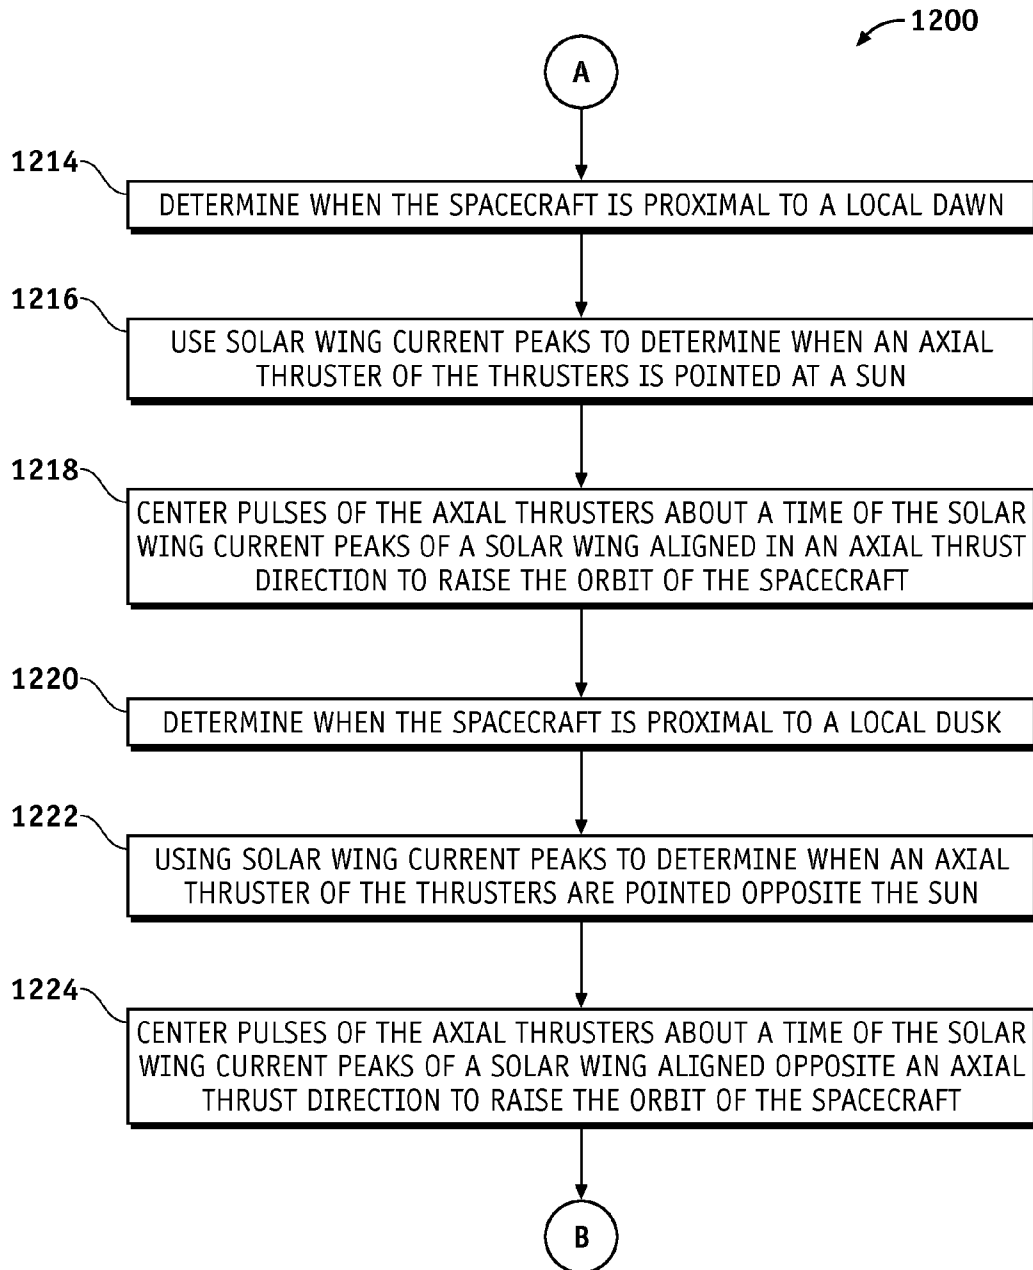 1200
A
1214
DETERMINE WHEN THE SPACECRAFT IS PROXIMAL TO A LOCAL DAWN
1216
USE SOLAR WING CURRENT PEAKS TO DETERMINE WHEN AN AXIAL
THRUSTER OF THE THRUSTERS IS POINTED AT A SUN
1218
CENTER PULSES OF THE AXIAL THRUSTERS ABOUT A TIME OF THE SOLAR
WING CURRENT PEAKS OF A SOLAR WING ALIGNED IN AN AXIAL THRUST
DIRECTION TO RAISE THE ORBIT OF THE SPACECRAFT
1220
DETERMINE WHEN THE SPACECRAFT IS PROXIMAL TO A LOCAL DUSK
1222
USING SOLAR WING CURRENT PEAKS TO DETERMINE WHEN AN AXIAL
THRUSTER OF THE THRUSTERS ARE POINTED OPPOSITE THE SUN
1224
CENTER PULSES OF THE AXIAL THRUSTERS ABOUT A TIME OF THE SOLAR
WING CURRENT PEAKS OF A SOLAR WING ALIGNED OPPOSITE AN AXIAL
THRUST DIRECTION TO RAISE THE ORBIT OF THE SPACECRAFT
B